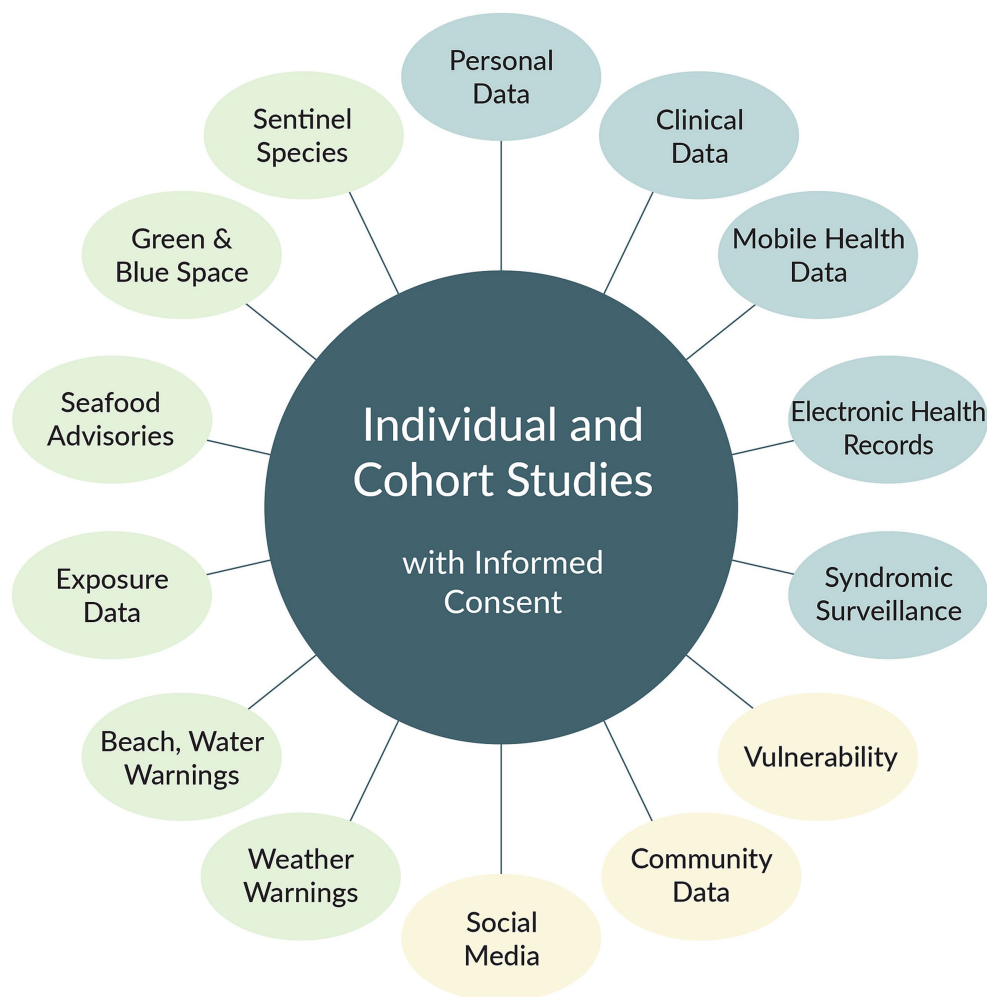 Personal
Data
Clinical
Data
Mobile Health
Data
Electronic Health
Records
Syndromic
Surveillance
Vulnerability
Community
Data
Social
Media
Weather
Warnings
Beach, Water
Warnings
Exposure
Data
Seafood
Advisories
Green &
Blue Space
Sentinel
Species
Individual and
Cohort Studies
with Informed
Consent